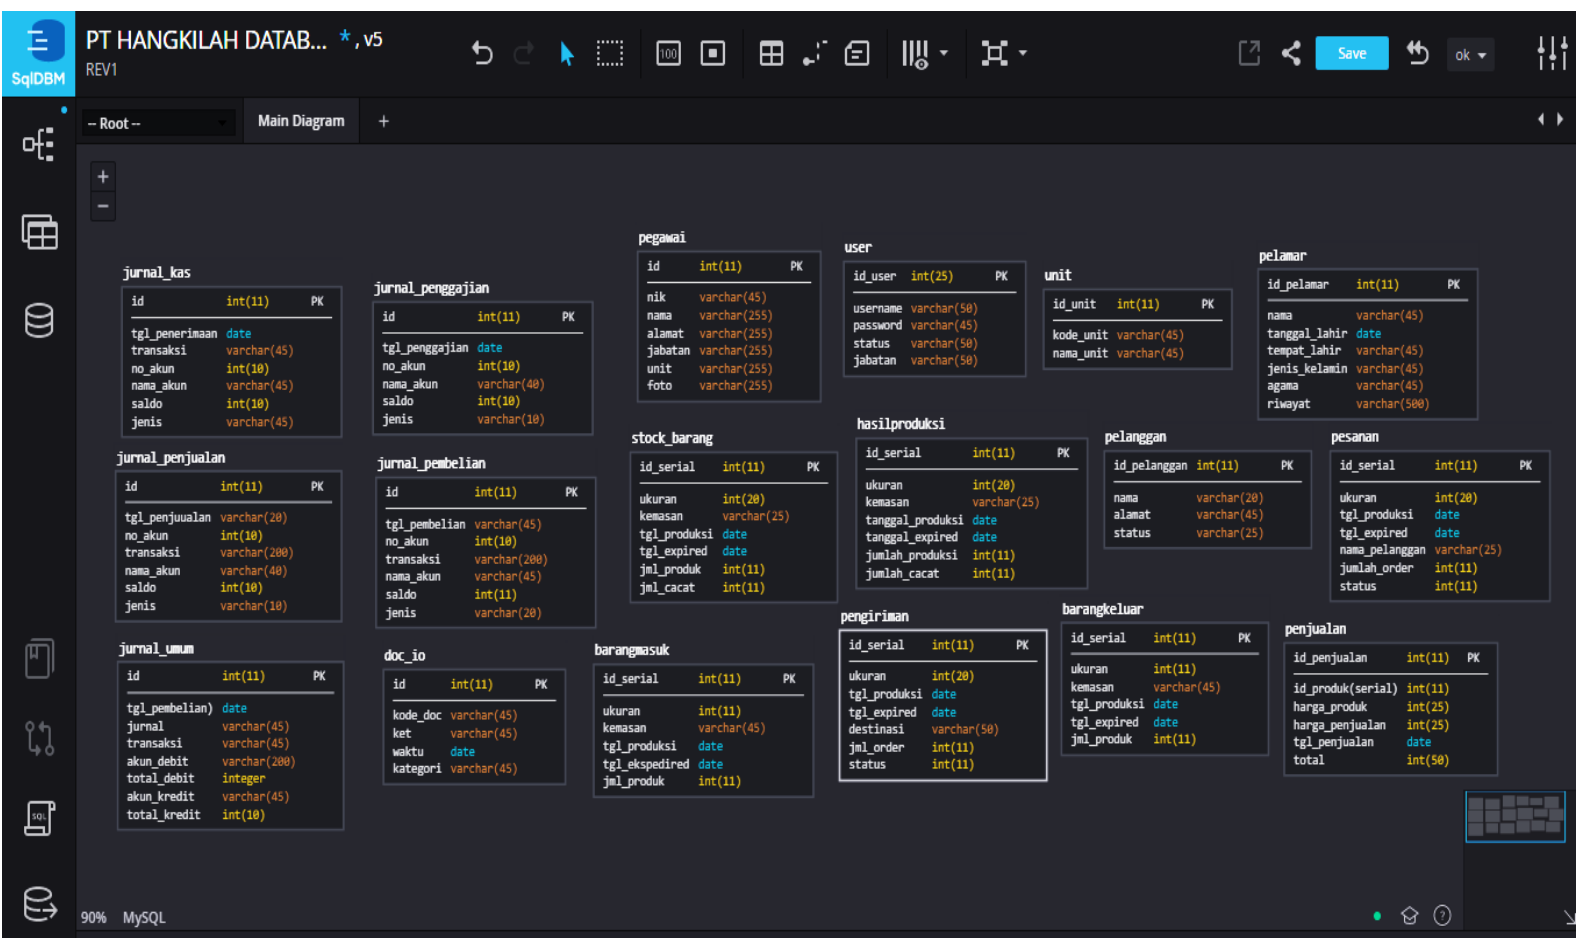 PT HANGKILAH DATAB... *, v5
REV1
SqlDBM
100
Save
ok
-- Root --
Main Diagram
+
+
−
jurnal_kas
id int(11) PK
tgl_penerimaan date
transaksi varchar(45)
no_akun int(10)
nama_akun varchar(45)
saldo int(10)
jenis varchar(45)
jurnal_penggajian
id int(11) PK
tgl_penggajian date
no_akun int(10)
nama_akun varchar(40)
saldo int(10)
jenis varchar(10)
pegawai
id int(11) PK
nik varchar(45)
nama varchar(255)
alamat varchar(255)
jabatan varchar(255)
unit varchar(255)
foto varchar(255)
user
id_user int(25) PK
username varchar(50)
password varchar(45)
status varchar(50)
jabatan varchar(50)
unit
id_unit int(11) PK
kode_unit varchar(45)
nama_unit varchar(45)
pelamar
id_pelamar int(11) PK
nama varchar(45)
tanggal_lahir date
tempat_lahir varchar(45)
jenis_kelamin varchar(45)
agama varchar(45)
riwayat varchar(500)
jurnal_penjualan
id int(11) PK
tgl_penjuualan varchar(20)
no_akun int(10)
transaksi varchar(200)
nama_akun varchar(40)
saldo int(10)
jenis varchar(10)
jurnal_pembelian
id int(11) PK
tgl_pembelian varchar(45)
no_akun int(10)
transaksi varchar(200)
nama_akun varchar(45)
saldo int(11)
jenis varchar(20)
stock_barang
id_serial int(11) PK
ukuran int(20)
kemasan varchar(25)
tgl_produksi date
tgl_expired date
jml_produk int(11)
jml_cacat int(11)
hasilproduksi
id_serial int(11) PK
ukuran int(20)
kemasan varchar(25)
tanggal_produksi date
tanggal_expired date
jumlah_produksi int(11)
jumlah_cacat int(11)
pelanggan
id_pelanggan int(11) PK
nama varchar(20)
alamat varchar(45)
status varchar(25)
pesanan
id_serial int(11) PK
ukuran int(20)
tgl_produksi date
tgl_expired date
nama_pelanggan varchar(25)
jumlah_order int(11)
status int(11)
jurnal_umum
id int(11) PK
tgl_pembelian) date
jurnal varchar(45)
transaksi varchar(45)
akun_debit varchar(200)
total_debit integer
akun_kredit varchar(45)
total_kredit int(10)
doc_io
id int(11) PK
kode_doc varchar(45)
ket varchar(45)
waktu date
kategori varchar(45)
barangmasuk
id_serial int(11) PK
ukuran int(11)
kemasan varchar(45)
tgl_produksi date
tgl_ekspedired date
jml_produk int(11)
pengiriman
id_serial int(11) PK
ukuran int(20)
tgl_produksi date
tgl_expired date
destinasi varchar(50)
jml_order int(11)
status int(11)
barangkeluar
id_serial int(11) PK
ukuran int(11)
kemasan varchar(45)
tgl_produksi date
tgl_expired date
jml_produk int(11)
penjualan
id_penjualan int(11) PK
id_produk(serial) int(11)
harga_produk int(25)
harga_penjualan int(25)
tgl_penjualan date
total int(50)
SQL
90% MySQL
?